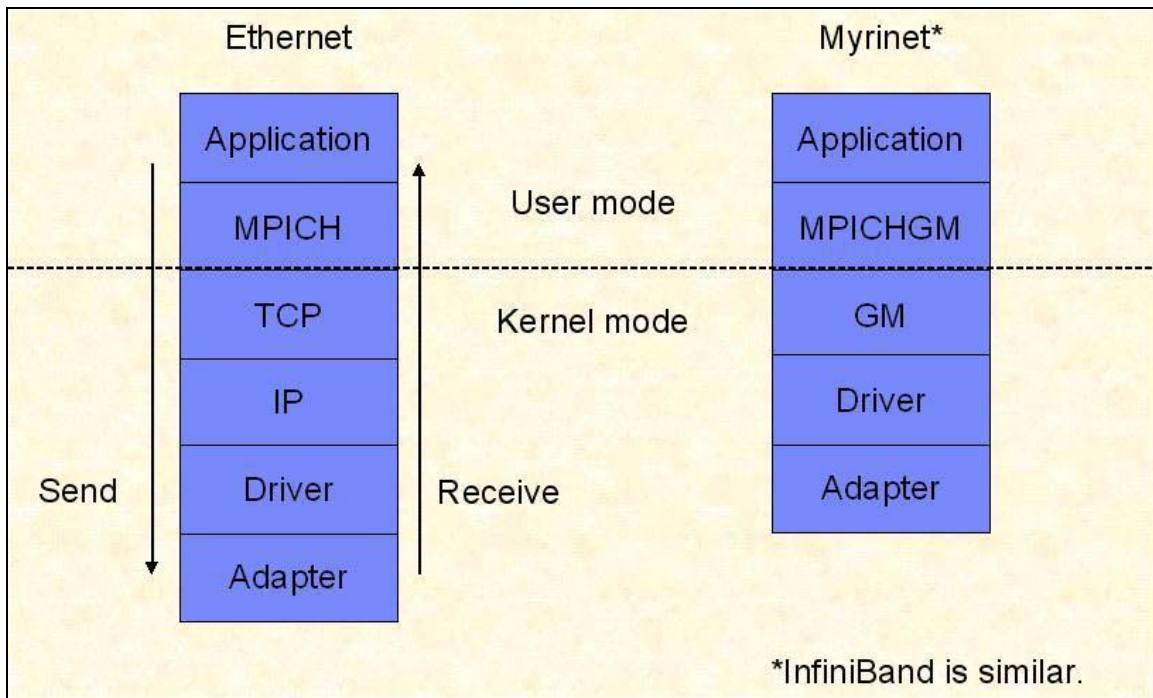 Ethernet
Myrinet*
Application
MPICH
TCP
IP
Driver
Adapter
Send
Receive
User mode
Kernel mode
Application
MPICHGM
GM
Driver
Adapter
*InfiniBand is similar.